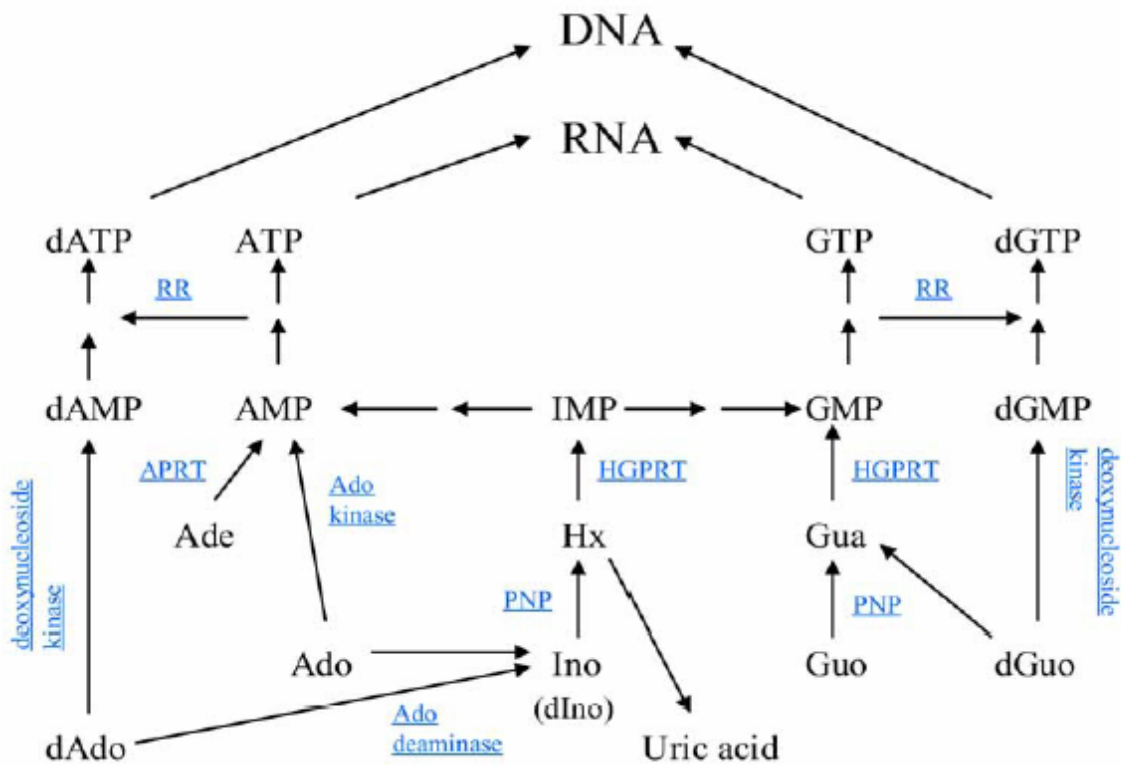 DNA
RNA
dATP ATP GTP dGTP
RR RR
dAMP AMP IMP GMP dGMP
APRT HGPRT HGPRT
Ado
kinase
deoxynucleoside
kinase
deoxynucleoside
kinase
Ade Hx Gua
PNP PNP
Ado Ino Guo dGuo
(dIno)
Ado
deaminase
dAdo Uric acid